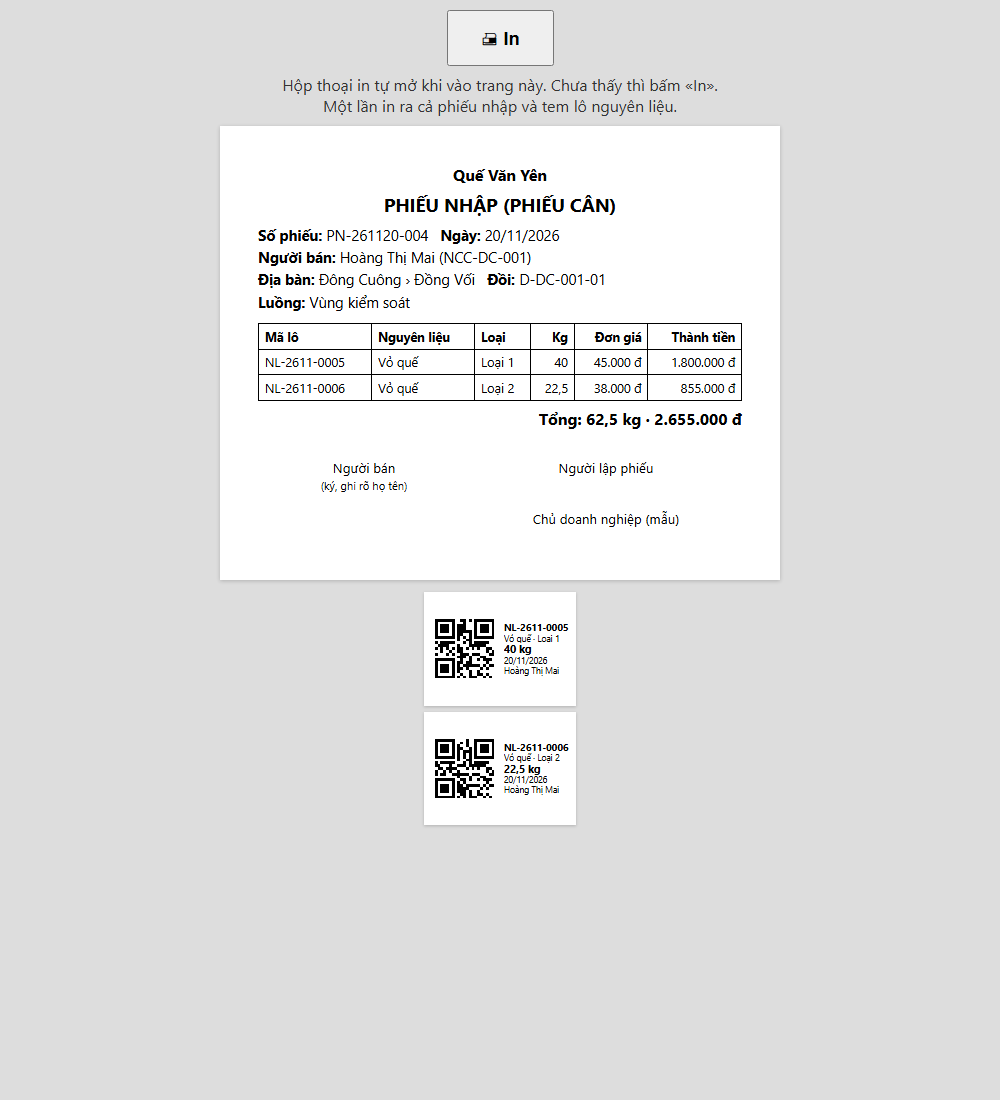 In
Hộp thoại in tự mở khi vào trang này. Chưa thấy thì bấm «In».
Một lần in ra cả phiếu nhập và tem lô nguyên liệu.
Quế Văn Yên
PHIẾU NHẬP (PHIẾU CÂN)
Số phiếu: PN-261120-004 Ngày: 20/11/2026
Người bán: Hoàng Thị Mai (NCC-DC-001)
Địa bàn: Đông Cuông › Đồng Vối Đồi: D-DC-001-01
Luồng: Vùng kiểm soát
Mã lô Nguyên liệu Loại Kg Đơn giá Thành tiền
NL-2611-0005 Vỏ quế Loại 1 40 45.000 đ 1.800.000 đ
NL-2611-0006 Vỏ quế Loại 2 22,5 38.000 đ 855.000 đ
Tổng: 62,5 kg · 2.655.000 đ
Người bán Người lập phiếu
(ký, ghi rõ họ tên)
Chủ doanh nghiệp (mẫu)
NL-2611-0005
Vỏ quế · Loại 1
40 kg
20/11/2026
Hoàng Thị Mai
NL-2611-0006
Vỏ quế · Loại 2
22,5 kg
20/11/2026
Hoàng Thị Mai